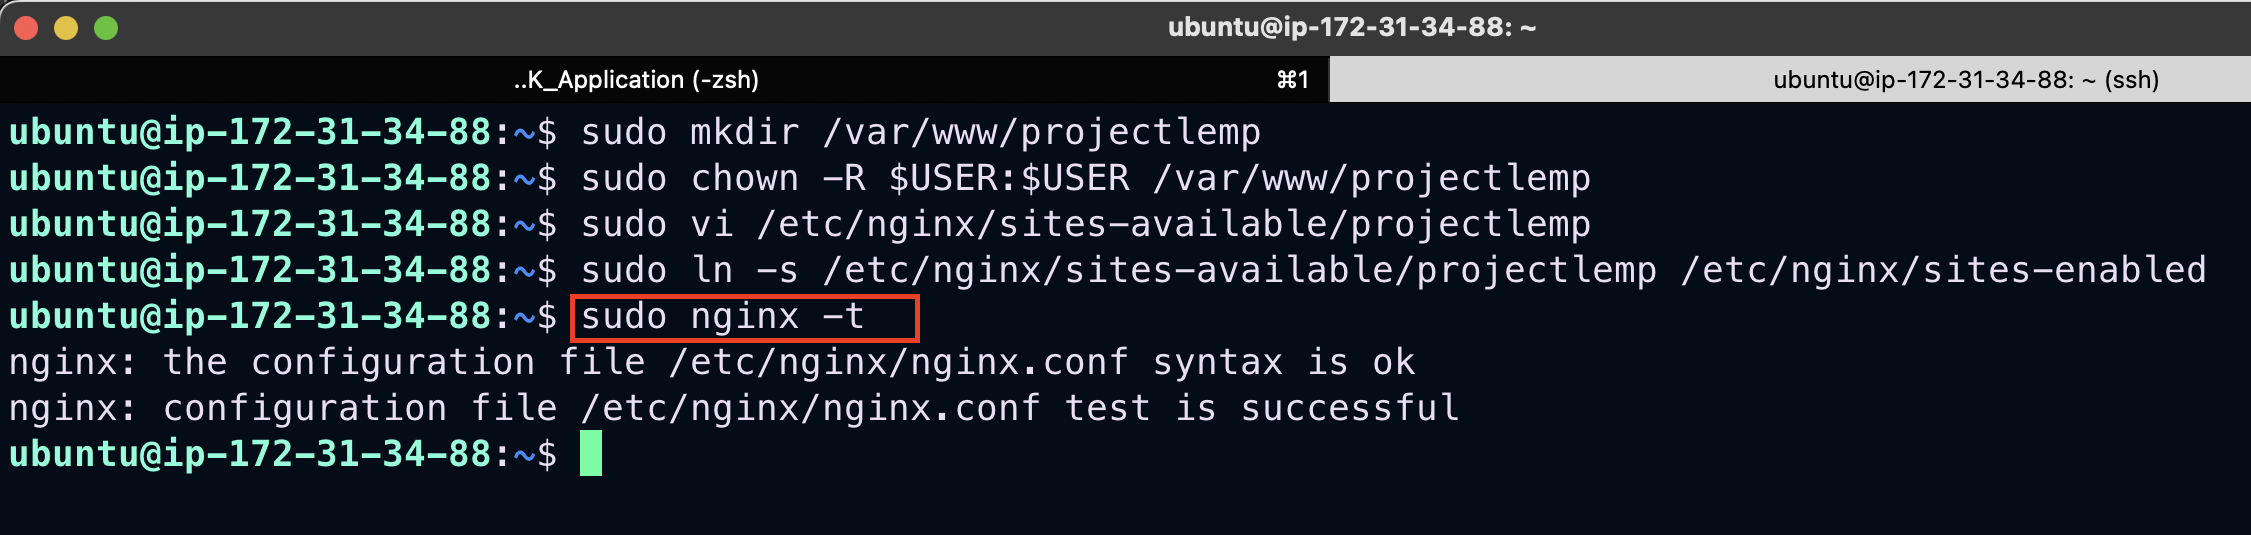 ubuntu@ip-172-31-34-88: ~
..K_Application (-zsh) ⌘1 ubuntu@ip-172-31-34-88: ~ (ssh)
ubuntu@ip-172-31-34-88:~$ sudo mkdir /var/www/projectlemp
ubuntu@ip-172-31-34-88:~$ sudo chown -R $USER:$USER /var/www/projectlemp
ubuntu@ip-172-31-34-88:~$ sudo vi /etc/nginx/sites-available/projectlemp
ubuntu@ip-172-31-34-88:~$ sudo ln -s /etc/nginx/sites-available/projectlemp /etc/nginx/sites-enabled
ubuntu@ip-172-31-34-88:~$ sudo nginx -t
nginx: the configuration file /etc/nginx/nginx.conf syntax is ok
nginx: configuration file /etc/nginx/nginx.conf test is successful
ubuntu@ip-172-31-34-88:~$